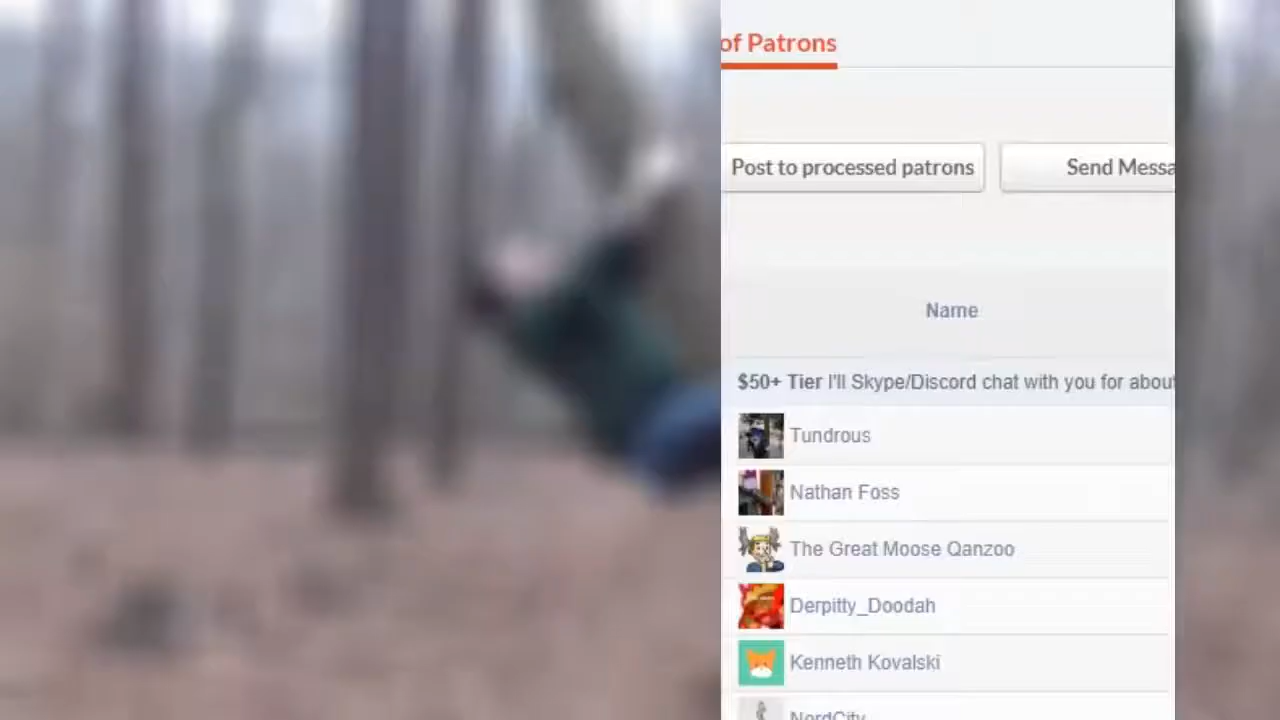 of Patrons
Post to processed patrons
Send Messa
Name
$50+ Tier I'll Skype/Discord chat with you for about
Tundrous
Nathan Foss
The Great Moose Qanzoo
Derpitty_Doodah
Kenneth Kovalski
NordCity